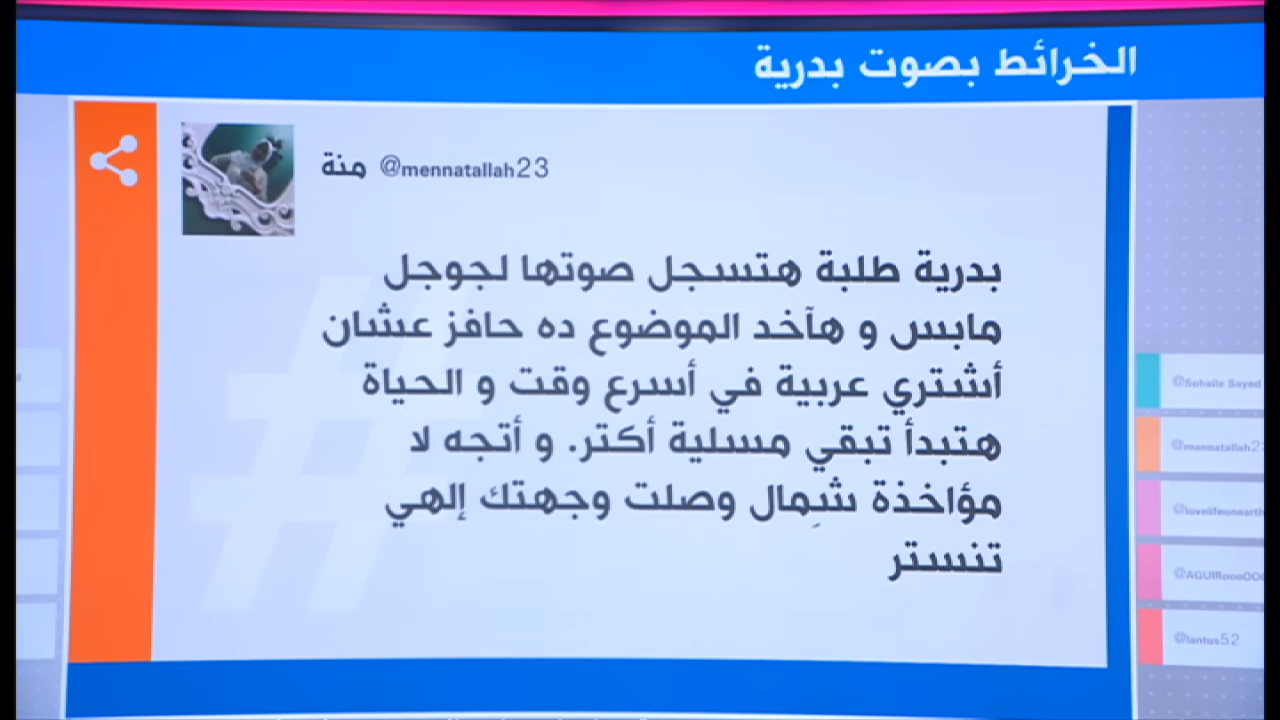 الخرائط بصوت بدرية
منة @mennatallah23
بدرية طلبة هتسجل صوتها لجوجل
مابس و هآخد الموضوع ده حافز عشان
أشتري عربية في أسرع وقت و الحياة
هتبدأ تبقي مسلية أكتر. و أتجه لا
مؤاخذة شِمال وصلت وجهتك إلهي
تنستر
@Sohaila Sayed
@mennatallah2
@lovelifeonearth
@AGUIRoooOOO
@lantus52